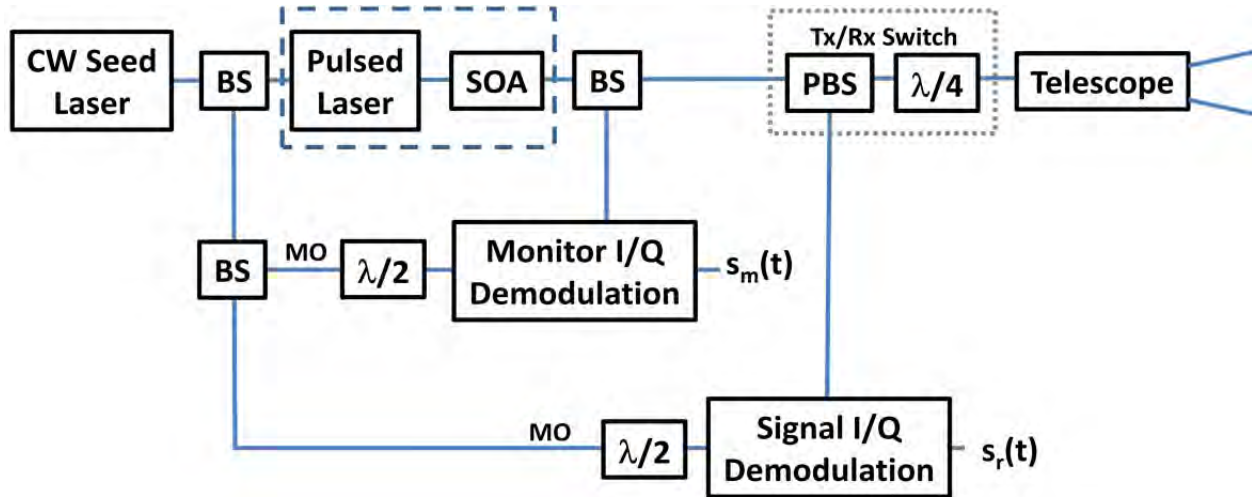 Tx/Rx Switch
CW Seed
Laser
BS
Pulsed
Laser
SOA
BS
PBS
λ/4
Telescope
BS
MO
λ/2
Monitor I/Q
Demodulation
sm(t)
MO
λ/2
Signal I/Q
Demodulation
sr(t)